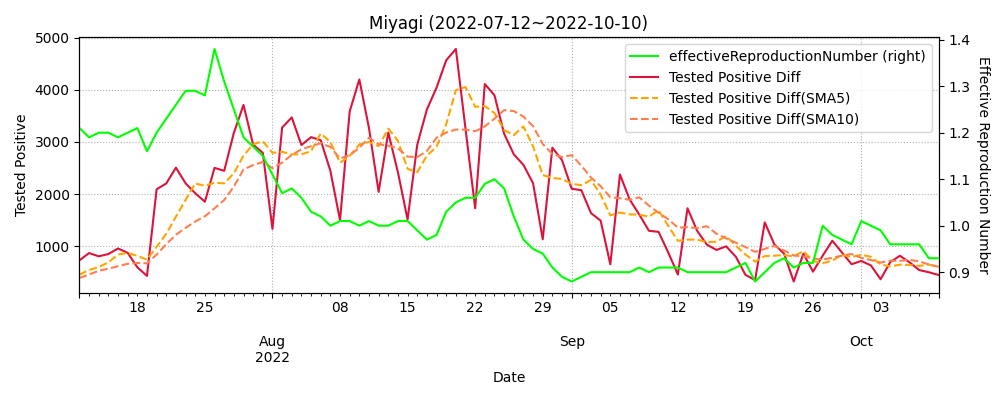 Miyagi (2022-07-12~2022-10-10)
5000
4000
3000
2000
1000
Tested Positive
1.4
1.3
1.2
1.1
1.0
0.9
Effective Reproduction Number
effectiveReproductionNumber (right)
Tested Positive Diff
Tested Positive Diff(SMA5)
Tested Positive Diff(SMA10)
18 25 08 15 22 29 05 12 19 26 03
Aug Sep Oct
2022
Date